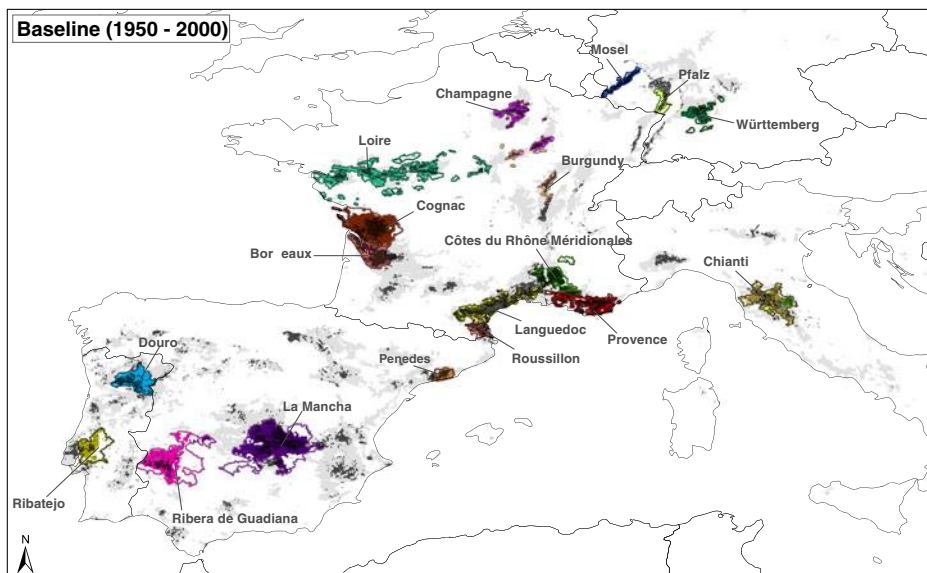 Baseline (1950 - 2000)
Mosel
Pfalz
Champagne
Württemberg
Loire
Burgundy
Cognac
Côtes du Rhône Méridionales
Bor eaux
Chianti
Languedoc
Provence
Roussillon
Douro
Penedes
La Mancha
Ribatejo
Ribera de Guadiana
N